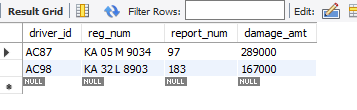 Result Grid Filter Rows: Edit:
driver_id reg_num report_num damage_amt
AC87 KA 05 M 9034 97 289000
AC98 KA 32 L 8903 183 167000
NULL NULL NULL NULL